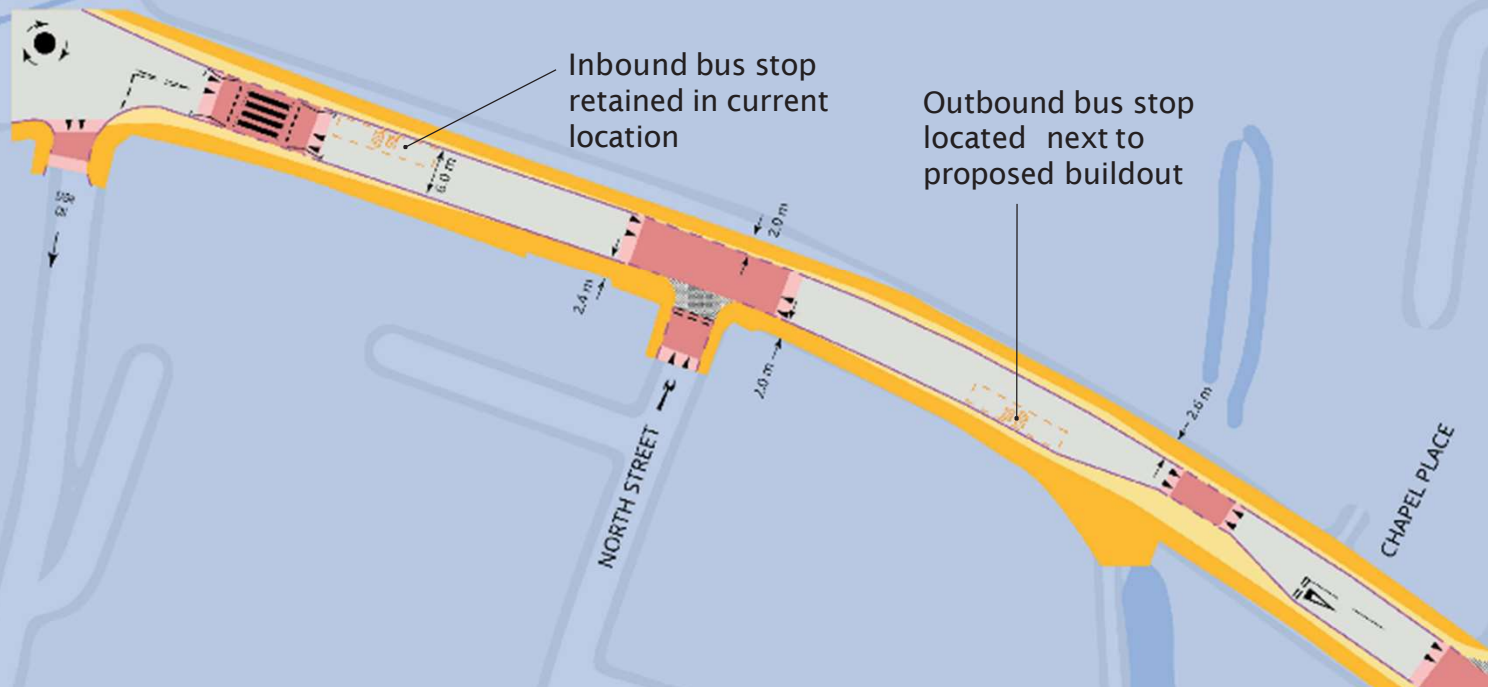 Inbound bus stop
retained in current
location
Outbound bus stop
located next to
proposed buildout
6.0 m
2.0 m
2.4 m
2.0 m
2.6 m
NORTH STREET
CHAPEL PLACE